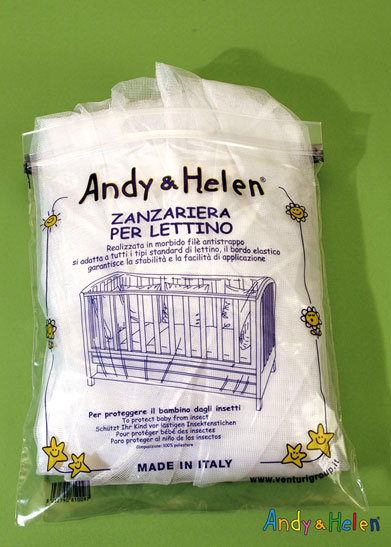 Andy & Helen®
ZANZARIERA
PER LETTINO
Realizzata in morbido filè antistrappo
si adatta a tutti i tipi standard di lettino, il bordo elastico
garantisce la stabilità e la facilità di applicazione
Per proteggere il bambino dagli insetti
To protect baby from insect
Schützt Ihr Kind vor lästigen Insektenstichen
Pour protéger bébé des insectes
Para proteger al niño de los insectos
Composizione: 100% poliestere
MADE IN ITALY
www.venturigroup.it
Andy & Helen®